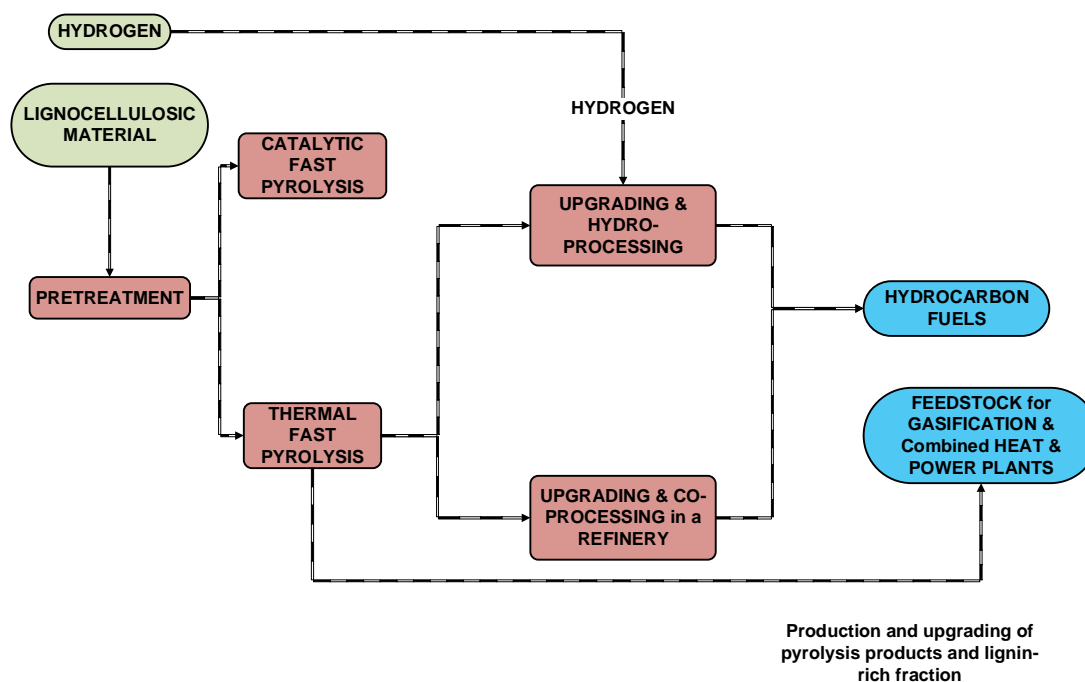 HYDROGEN
HYDROGEN
LIGNOCELLULOSIC
MATERIAL
CATALYTIC
FAST
PYROLYSIS
UPGRADING &
HYDRO-
PROCESSING
PRETREATMENT
HYDROCARBON
FUELS
THERMAL
FAST
PYROLYSIS
FEEDSTOCK for
GASIFICATION &
Combined HEAT &
POWER PLANTS
UPGRADING & CO-
PROCESSING in a
REFINERY
Production and upgrading of
pyrolysis products and lignin-
rich fraction